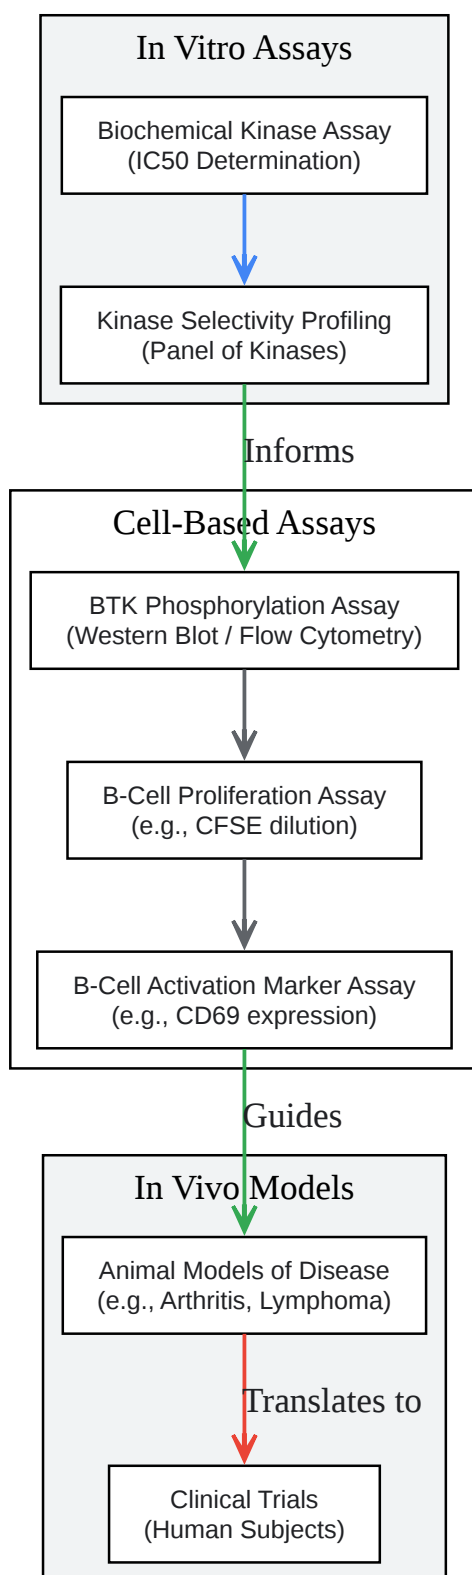 In Vitro Assays
Biochemical Kinase Assay
(IC50 Determination)
Kinase Selectivity Profiling
(Panel of Kinases)
Informs
Cell-Based Assays
BTK Phosphorylation Assay
(Western Blot / Flow Cytometry)
B-Cell Proliferation Assay
(e.g., CFSE dilution)
B-Cell Activation Marker Assay
(e.g., CD69 expression)
Guides
In Vivo Models
Animal Models of Disease
(e.g., Arthritis, Lymphoma)
Translates to
Clinical Trials
(Human Subjects)